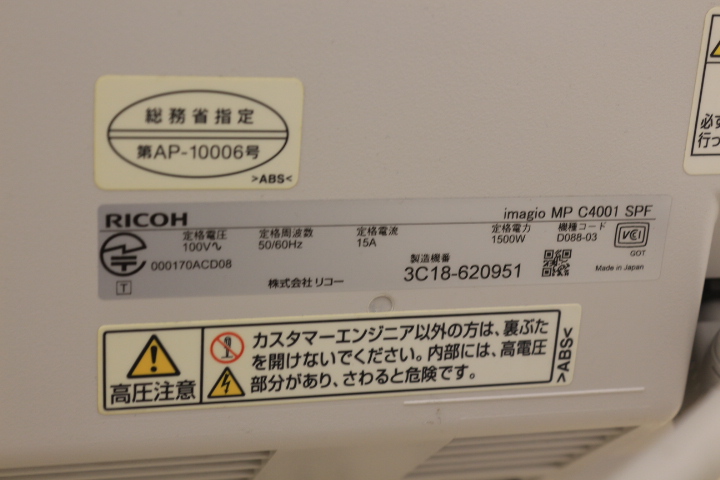 総務省指定
第AP-10006号
>ABS<
RICOH
imagio MP C4001 SPF
定格電圧 定格周波数 定格電流 定格電力 機種コード
100V 50/60Hz 15A 1500W D088-03
VCCI
GOT
000170ACD08
製造機番
3C18-620951
Made in Japan
T
株式会社 リコー
高圧注意
カスタマーエンジニア以外の方は、裏ぶた
を開けないでください。内部には、高電圧
部分があり、さわると危険です。
>ABS<
必ず
行っ